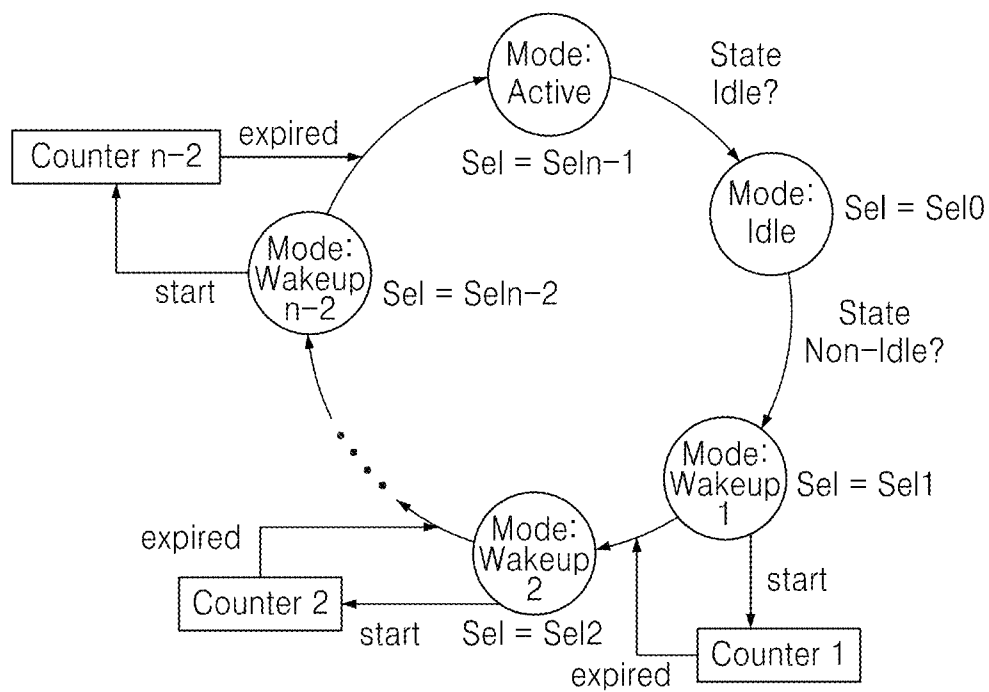 Mode:
Active
State
Idle?
Sel = Seln-1
expired
Counter n-2
Mode:
Idle
Sel = Sel0
Mode:
Wakeup
n-2
start
Sel = Seln-2
State
Non-Idle?
Mode:
Wakeup
1
Sel = Sel1
Mode:
Wakeup
2
expired
Counter 2
start
Sel = Sel2
start
Counter 1
expired